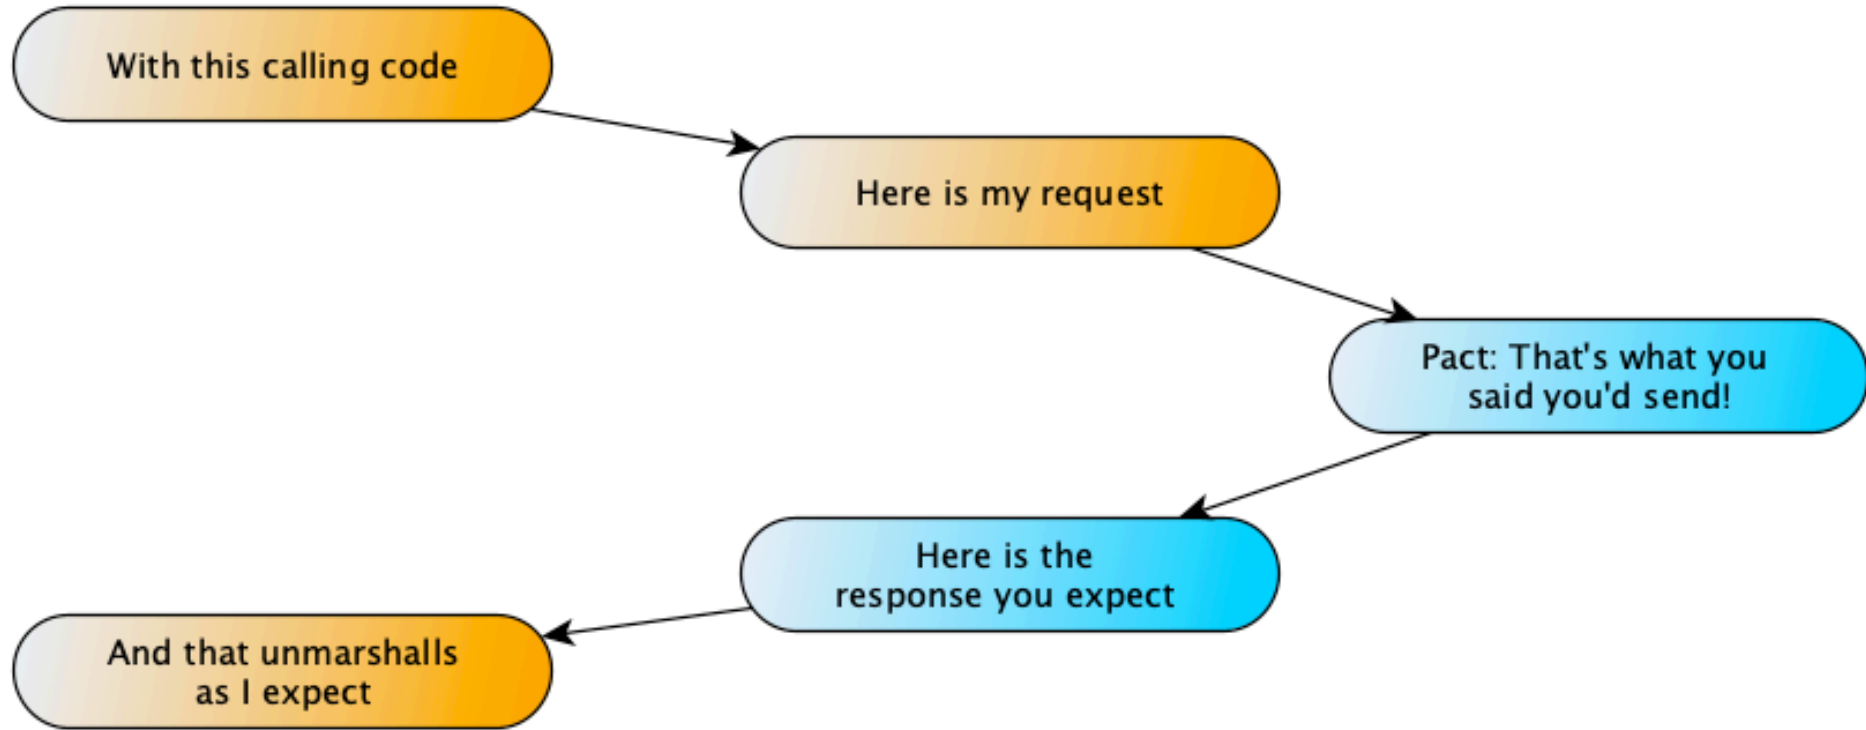 With this calling code
Here is my request
Pact: That's what you
said you'd send!
Here is the
response you expect
And that unmarshalls
as I expect